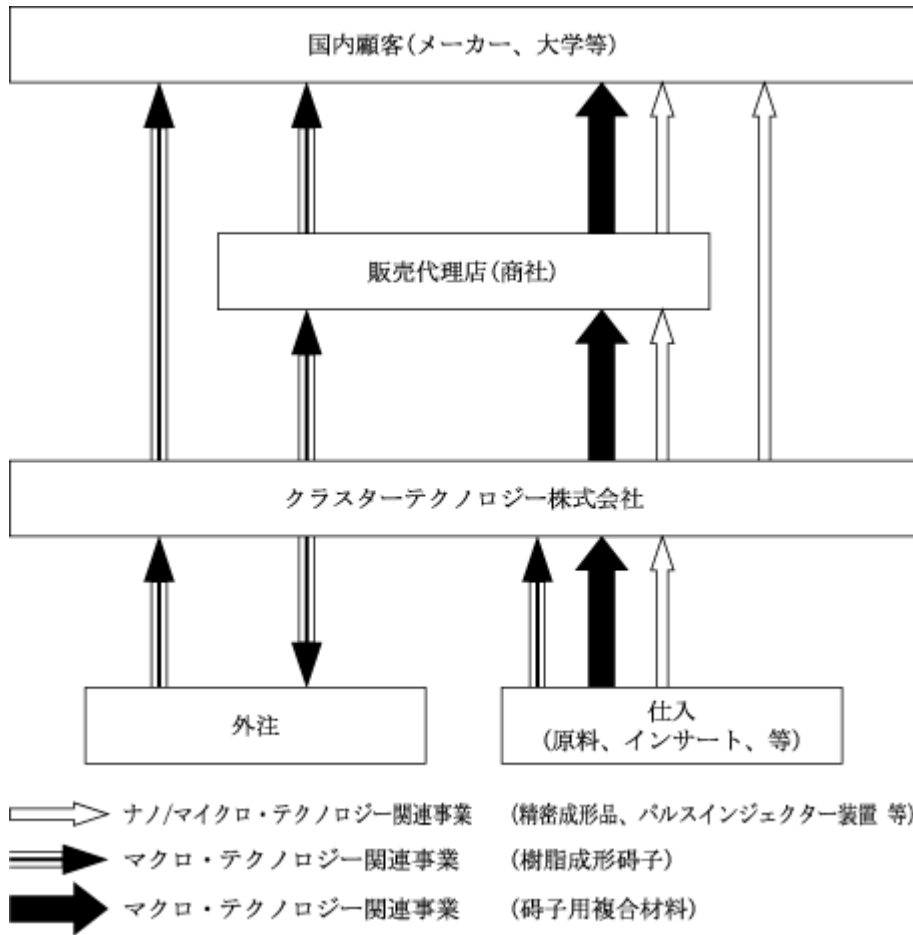 国内顧客(メーカー、大学等)
販売代理店(商社)
クラスターテクノロジー株式会社
外注
仕入
(原料、インサート、等)
ナノ/マイクロ・テクノロジー関連事業 (精密成形品、パルスインジェクター装置 等)
マクロ・テクノロジー関連事業 (樹脂成形碍子)
マクロ・テクノロジー関連事業 (碍子用複合材料)